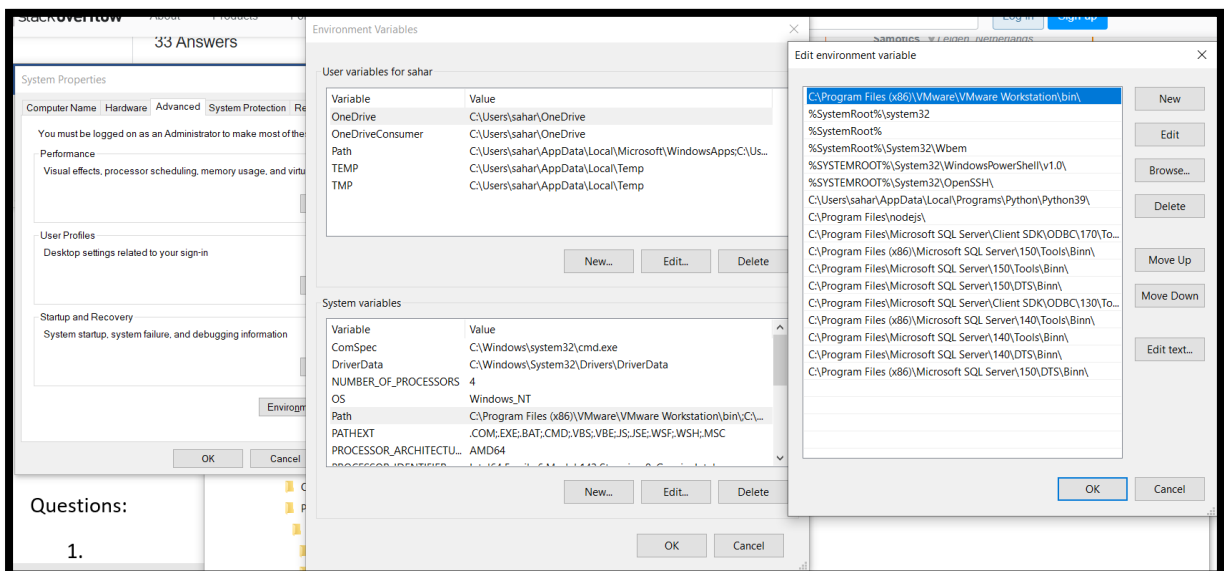 stackoverflow About Products
Log in Sign up
33 Answers
Samotics Leiden, Netherlands
System Properties
Computer Name Hardware Advanced System Protection Re
You must be logged on as an Administrator to make most of the
Performance
Visual effects, processor scheduling, memory usage, and virtu
User Profiles
Desktop settings related to your sign-in
Startup and Recovery
System startup, system failure, and debugging information
Environm
OK Cancel
Questions:
1.
Environment Variables
User variables for sahar
Variable Value
OneDrive C:\Users\sahar\OneDrive
OneDriveConsumer C:\Users\sahar\OneDrive
Path C:\Users\sahar\AppData\Local\Microsoft\WindowsApps;C:\Us...
TEMP C:\Users\sahar\AppData\Local\Temp
TMP C:\Users\sahar\AppData\Local\Temp
New... Edit... Delete
System variables
Variable Value
ComSpec C:\Windows\system32\cmd.exe
DriverData C:\Windows\System32\Drivers\DriverData
NUMBER_OF_PROCESSORS 4
OS Windows_NT
Path C:\Program Files (x86)\VMware\VMware Workstation\bin\;C:\...
PATHEXT .COM;.EXE;.BAT;.CMD;.VBS;.VBE;.JS;.JSE;.WSF;.WSH;.MSC
PROCESSOR_ARCHITECTU... AMD64
New... Edit... Delete
OK Cancel
Edit environment variable
C:\Program Files (x86)\VMware\VMware Workstation\bin\
%SystemRoot%\system32
%SystemRoot%
%SystemRoot%\System32\Wbem
%SYSTEMROOT%\System32\WindowsPowerShell\v1.0\
%SYSTEMROOT%\System32\OpenSSH\
C:\Users\sahar\AppData\Local\Programs\Python\Python39\
C:\Program Files\nodejs\
C:\Program Files\Microsoft SQL Server\Client SDK\ODBC\170\To...
C:\Program Files (x86)\Microsoft SQL Server\150\Tools\Binn\
C:\Program Files\Microsoft SQL Server\150\Tools\Binn\
C:\Program Files\Microsoft SQL Server\150\DTS\Binn\
C:\Program Files\Microsoft SQL Server\Client SDK\ODBC\130\To...
C:\Program Files (x86)\Microsoft SQL Server\140\Tools\Binn\
C:\Program Files\Microsoft SQL Server\140\Tools\Binn\
C:\Program Files\Microsoft SQL Server\140\DTS\Binn\
C:\Program Files (x86)\Microsoft SQL Server\150\DTS\Binn\
New
Edit
Browse...
Delete
Move Up
Move Down
Edit text...
OK Cancel